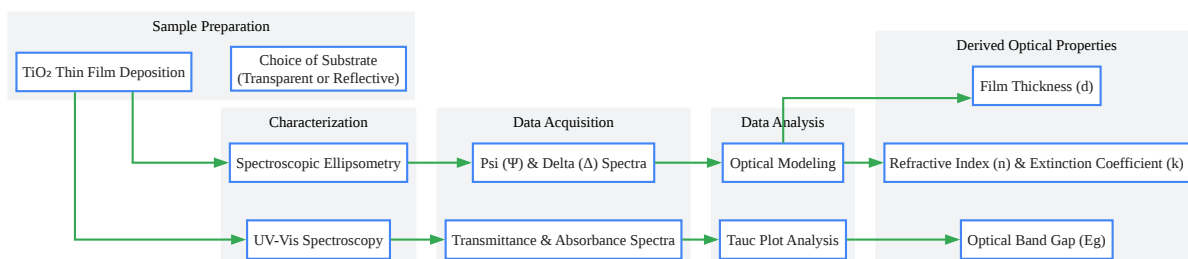 Sample Preparation
TiO₂ Thin Film Deposition
Choice of Substrate
(Transparent or Reflective)
Characterization
Spectroscopic Ellipsometry
UV-Vis Spectroscopy
Data Acquisition
Psi (Ψ) & Delta (Δ) Spectra
Transmittance & Absorbance Spectra
Data Analysis
Optical Modeling
Tauc Plot Analysis
Derived Optical Properties
Film Thickness (d)
Refractive Index (n) & Extinction Coefficient (k)
Optical Band Gap (Eg)